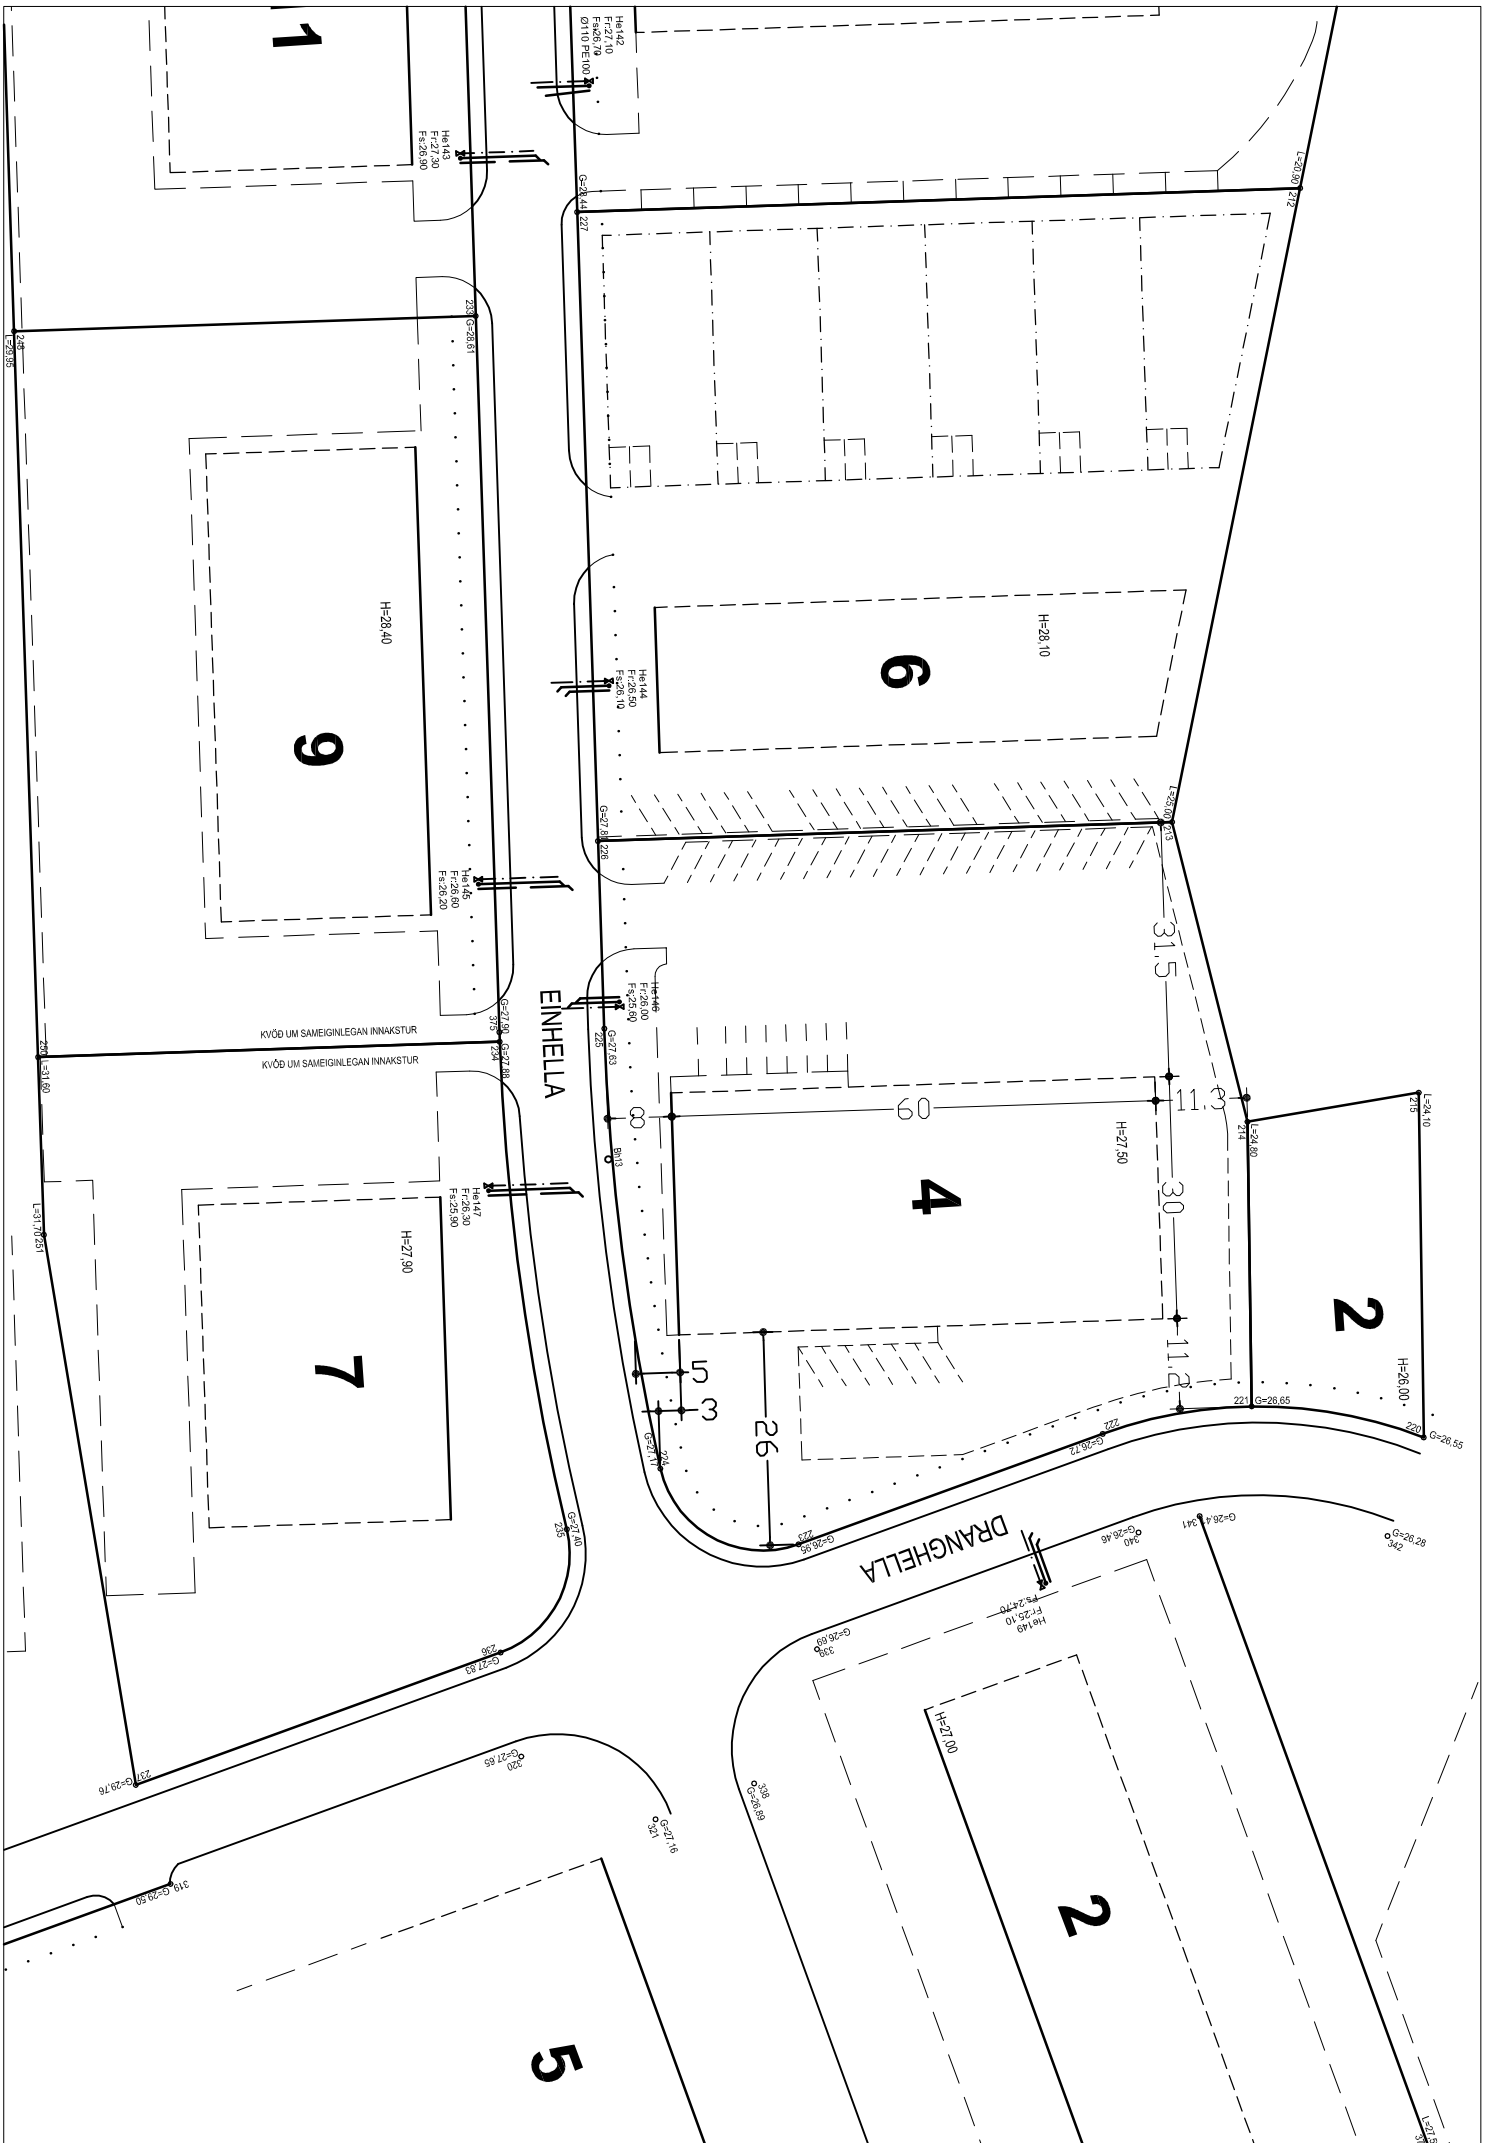 11
He142
Fr:27,10
Fs:26,70
Ø110 PE100
He143
Fr:27,30
Fs:26,90
L=20,90
212
G=28,44
227
233
G=28,61
248
L=29,95
H=28,40
9
He144
Fr:26,50
Fs:26,10
H=28,10
6
L=25,00
213
G=27,81
226
He145
Fr:26,60
Fs:26,20
31,5
EINHELLA
He146
Fr:26,00
Fs:25,60
G=27,90
375
G=27,88
234
G=27,63
225
KVÖÐ UM SAMEIGINLEGAN INNAKSTUR
KVÖÐ UM SAMEIGINLEGAN INNAKSTUR
250
L=31,60
8
60
11,3
L=24,10
215
L=24,80
214
Bh13
H=27,50
4
30
He147
Fr:26,30
Fs:25,90
L=31,70
251
H=27,90
7
2
H=26,00
5
3
26
11,2
221
G=26,65
220
G=26,55
222
G=26,72
224
G=27,17
223
G=26,95
G=27,40
235
DRANGHELLA
G=26,46
340
G=26,41
341
G=26,28
342
He149
Fr:25,10
Fs:24,70
236
G=27,83
G=26,69
339
H=27,00
237
G=29,76
G=27,65
320
338
G=26,89
G=27,16
321
319
G=29,50
2
5